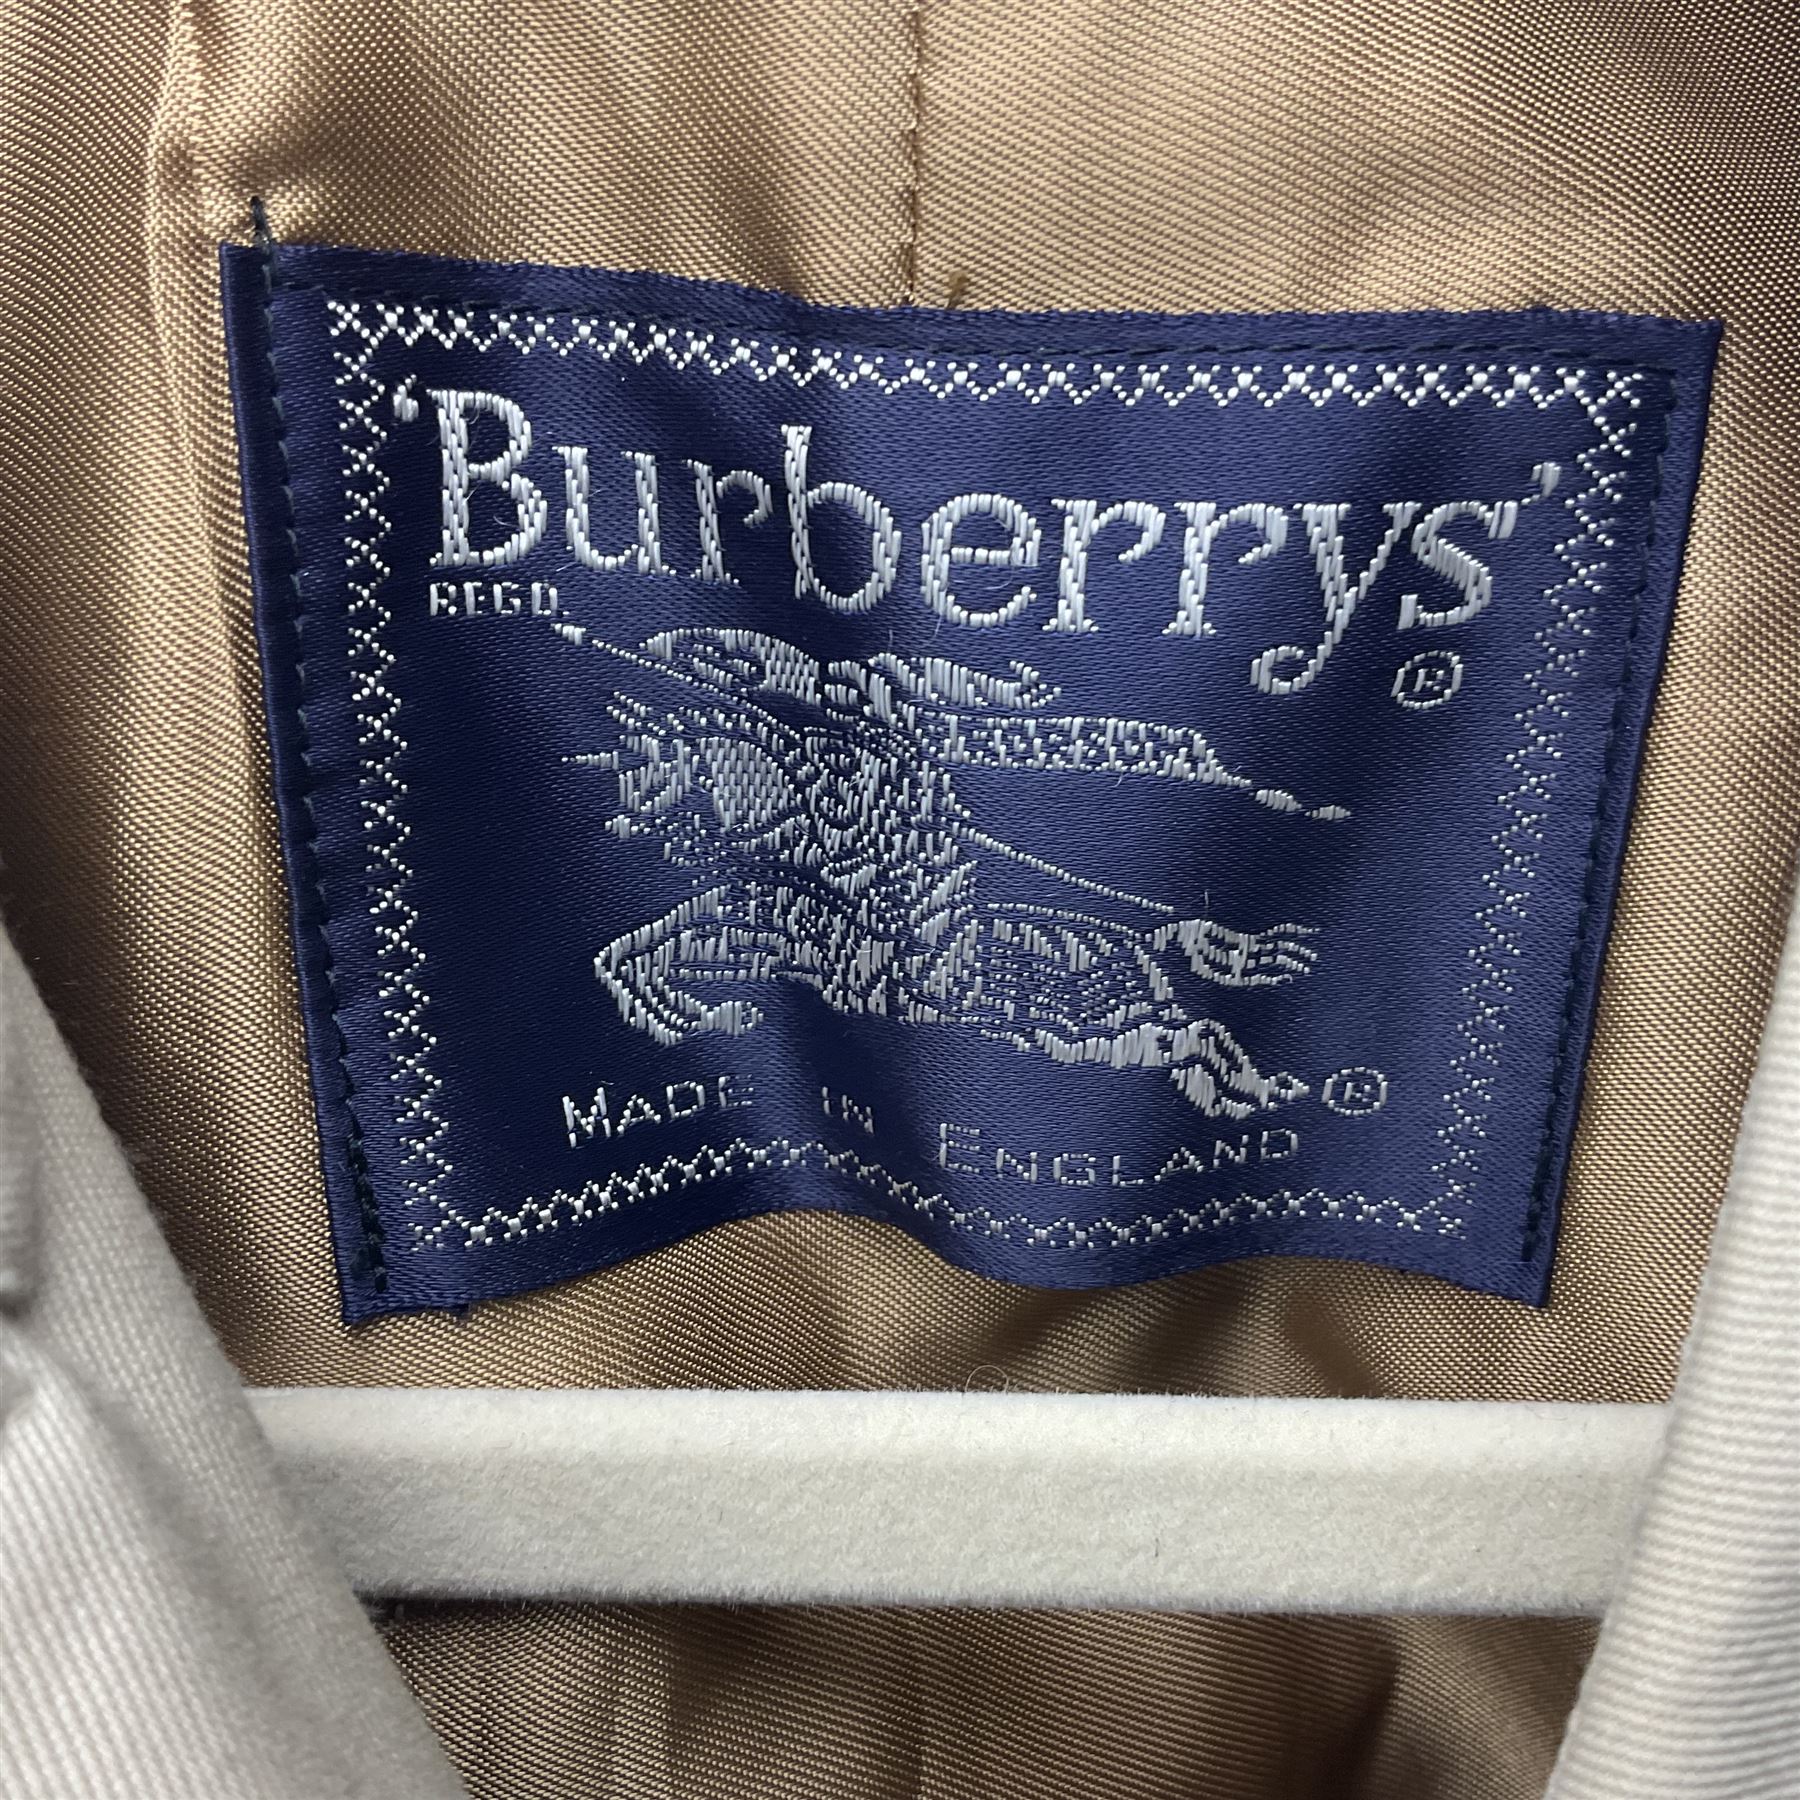 'Burberrys'
REGD.
®
®
MADE IN ENGLAND